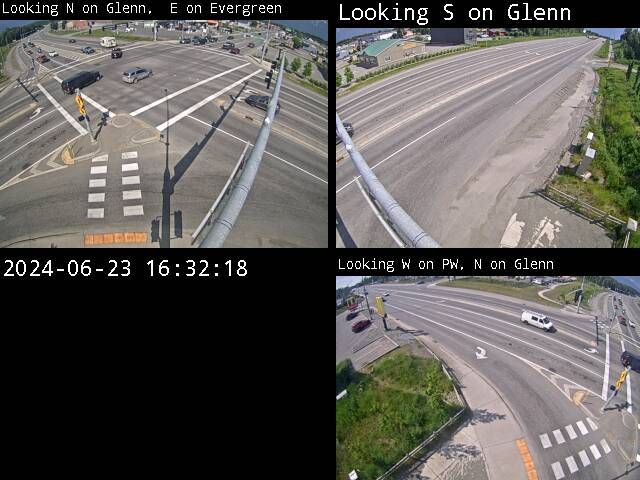 Looking N on Glenn,  E on Evergreen
Looking S on Glenn
2024-06-23 16:32:18
Looking W on PW, N on Glenn